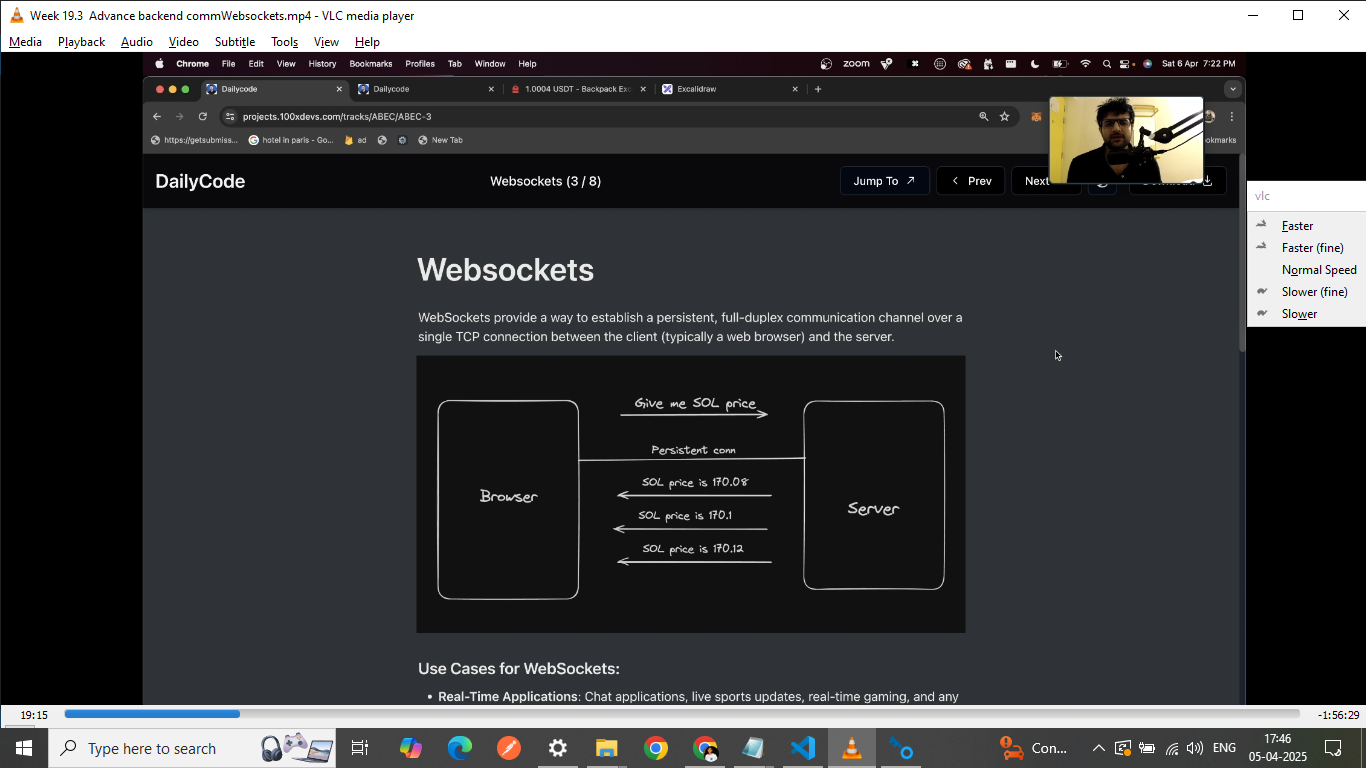 Week 19.3  Advance backend commWebsockets.mp4 - VLC media player
Media Playback Audio Video Subtitle Tools View Help
Chrome File Edit View History Bookmarks Profiles Tab Window Help
zoom
Sat 6 Apr 7:22 PM
Dailycode
Dailycode
1.0004 USDT - Backpack Exc
Excalidraw
projects.100xdevs.com/tracks/ABEC/ABEC-3
https://getsubmiss...
hotel in paris - Go...
ad
New Tab
DailyCode
Websockets (3 / 8)
Jump To
Prev
Next
vlc
Faster
Faster (fine)
Normal Speed
Slower (fine)
Slower
Websockets
WebSockets provide a way to establish a persistent, full-duplex communication channel over a
single TCP connection between the client (typically a web browser) and the server.
Give me SOL price
Persistent conn
SOL price is 170.08
Browser
SOL price is 170.1
Server
SOL price is 170.12
Use Cases for WebSockets:
• Real-Time Applications: Chat applications, live sports updates, real-time gaming, and any
19:15
-1:56:29
Type here to search
Con...
ENG
17:46
05-04-2025